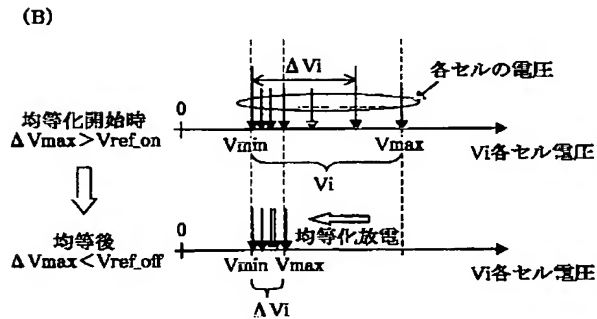 (B)
ΔVi
各セルの電圧
0
均等化開始時
ΔVmax>Vref_on
Vmin
Vmax
Vi各セル電圧
Vi
均等化放電
0
均等後
ΔVmax<Vref_off
Vmin
Vmax
Vi各セル電圧
ΔVi